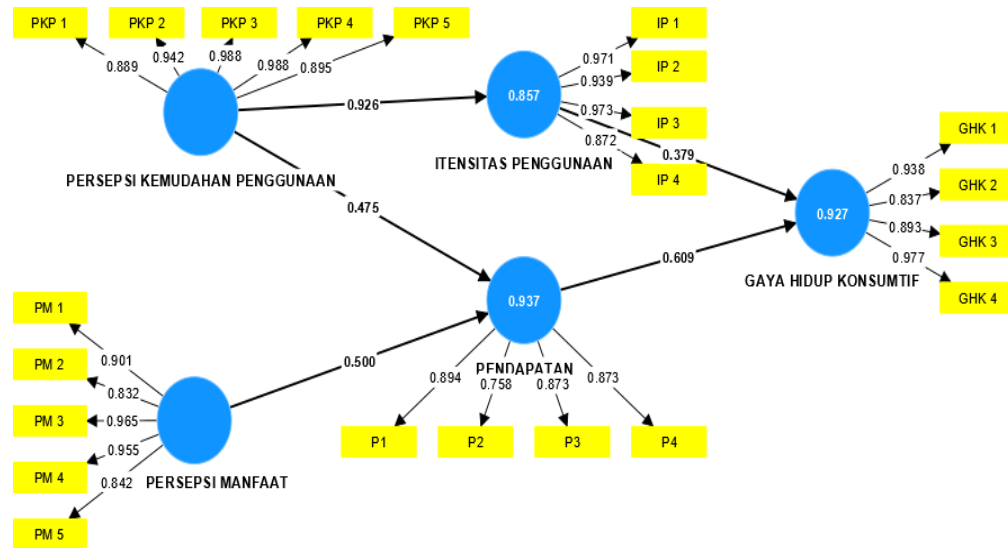 PKP 1
PKP 2
PKP 3
PKP 4
PKP 5
0.889
0.942
0.988
0.988
0.895
PERSEPSI KEMUDAHAN PENGGUNAAN
0.926
0.475
IP 1
IP 2
IP 3
IP 4
0.971
0.939
0.973
0.872
0.857
ITENSITAS PENGGUNAAN
0.379
GHK 1
GHK 2
GHK 3
GHK 4
0.938
0.837
0.893
0.977
0.927
GAYA HIDUP KONSUMTIF
0.609
0.937
PENDAPATAN
0.894
0.758
0.873
0.873
P1
P2
P3
P4
0.500
PM 1
PM 2
PM 3
PM 4
PM 5
0.901
0.832
0.965
0.955
0.842
PERSEPSI MANFAAT